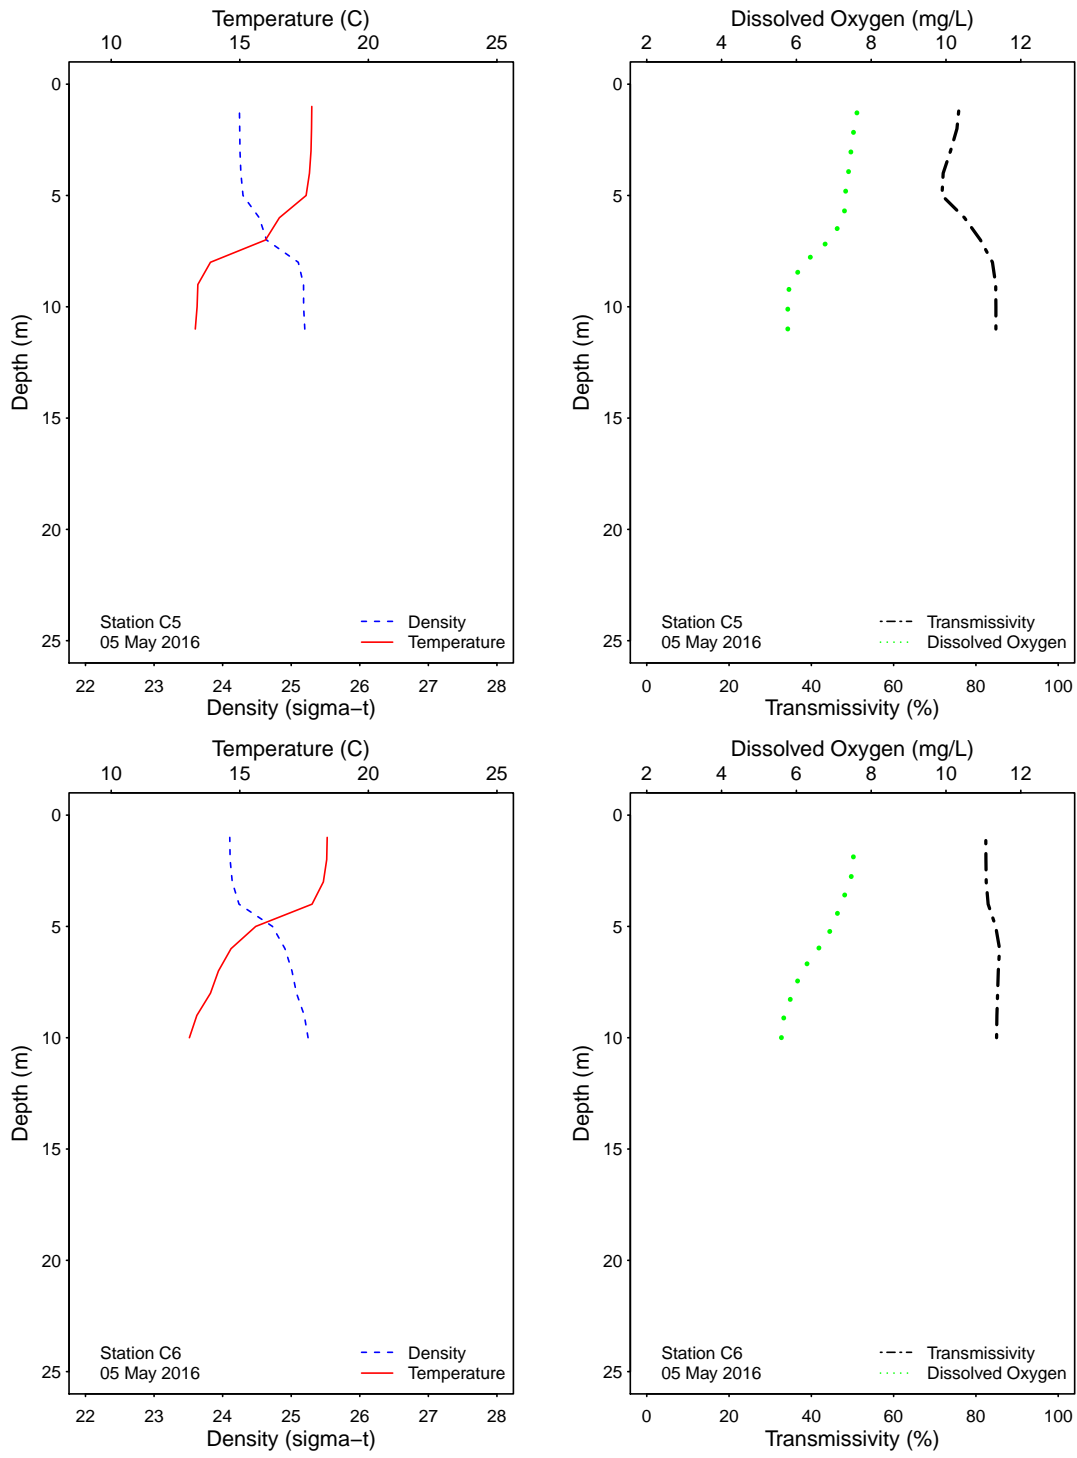 Temperature (C)
10 15 20 25
0
5
10
15
20
25
Depth (m)
Station C5
05 May 2016
Density
Temperature
22 23 24 25 26 27 28
Density (sigma−t)
Dissolved Oxygen (mg/L)
2 4 6 8 10 12
0
5
10
15
20
25
Depth (m)
Station C5
05 May 2016
Transmissivity
Dissolved Oxygen
0 20 40 60 80 100
Transmissivity (%)
Temperature (C)
10 15 20 25
0
5
10
15
20
25
Depth (m)
Station C6
05 May 2016
Density
Temperature
22 23 24 25 26 27 28
Density (sigma−t)
Dissolved Oxygen (mg/L)
2 4 6 8 10 12
0
5
10
15
20
25
Depth (m)
Station C6
05 May 2016
Transmissivity
Dissolved Oxygen
0 20 40 60 80 100
Transmissivity (%)